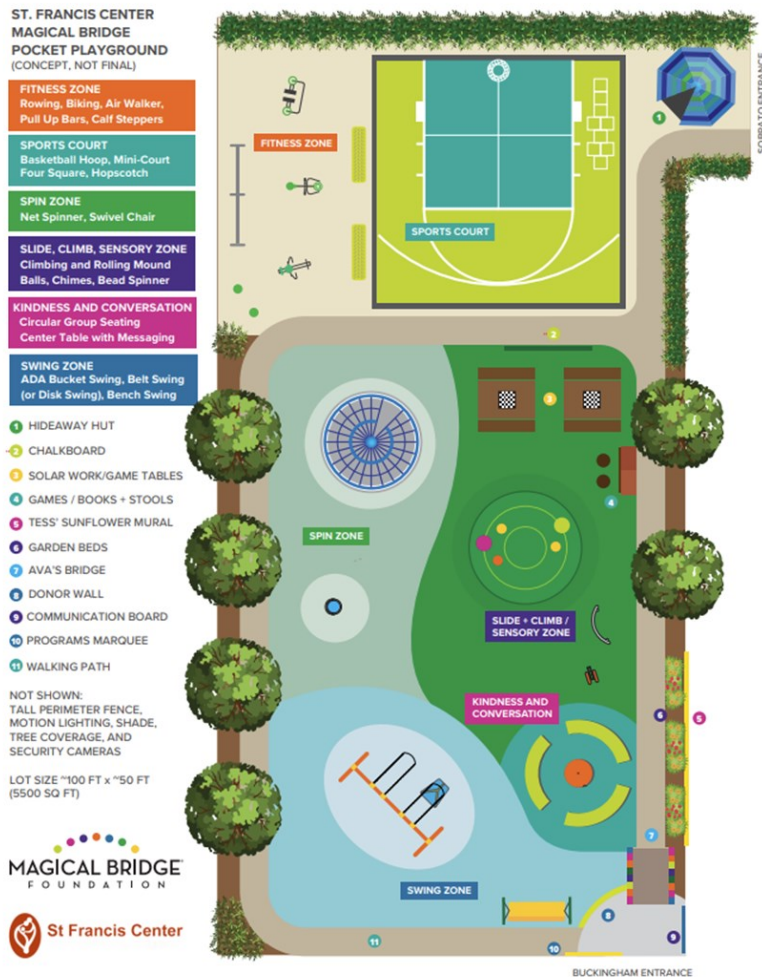 ST. FRANCIS CENTER
MAGICAL BRIDGE
POCKET PLAYGROUND
(CONCEPT, NOT FINAL)
FITNESS ZONE
Rowing, Biking, Air Walker,
Pull Up Bars, Calf Steppers
SPORTS COURT
Basketball Hoop, Mini-Court
Four Square, Hopscotch
SPIN ZONE
Net Spinner, Swivel Chair
SLIDE, CLIMB, SENSORY ZONE
Climbing and Rolling Mound
Balls, Chimes, Bead Spinner
KINDNESS AND CONVERSATION
Circular Group Seating
Center Table with Messaging
SWING ZONE
ADA Bucket Swing, Belt Swing
(or Disk Swing), Bench Swing
1 HIDEAWAY HUT
2 CHALKBOARD
3 SOLAR WORK/GAME TABLES
4 GAMES / BOOKS + STOOLS
5 TESS' SUNFLOWER MURAL
6 GARDEN BEDS
7 AVA'S BRIDGE
8 DONOR WALL
9 COMMUNICATION BOARD
10 PROGRAMS MARQUEE
11 WALKING PATH
NOT SHOWN:
TALL PERIMETER FENCE,
MOTION LIGHTING, SHADE,
TREE COVERAGE, AND
SECURITY CAMERAS
LOT SIZE ~100 FT x ~50 FT
(5500 SQ FT)
MAGICAL BRIDGE
FOUNDATION
St Francis Center
SOBRATO ENTRANCE
1
FITNESS ZONE
SPORTS COURT
2
3
4
SPIN ZONE
SLIDE + CLIMB /
SENSORY ZONE
KINDNESS AND
CONVERSATION
6
5
7
SWING ZONE
8
9
10
11
BUCKINGHAM ENTRANCE